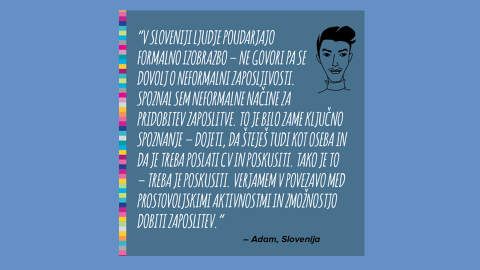 "V SLOVENIJI LJUDJE POUDARJAJO
FORMALNO IZOBRAZBO – NE GOVORI PA SE
DOVOLJ O NEFORMALNI ZAPOSLJIVOSTI.
SPOZNAL SEM NEFORMALNE NAČINE ZA
PRIDOBITEV ZAPOSLITVE. TO JE BILO ZAME KLJUČNO
SPOZNANJE – DOJETI, DA ŠTEJEŠ TUDI KOT OSEBA IN
DA JE TREBA POSLATI CV IN POSKUSITI. TAKO JE TO
– TREBA JE POSKUSITI. VERJAMEM V POVEZAVO MED
PROSTOVOLJSKIMI AKTIVNOSTMI IN ZMOŽNOSTJO
DOBITI ZAPOSLITEV."
– Adam, Slovenija